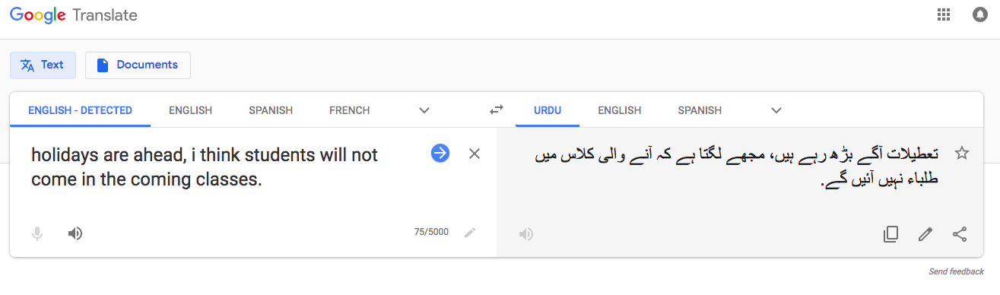 Google Translate
Text
Documents
ENGLISH - DETECTED ENGLISH SPANISH FRENCH URDU ENGLISH SPANISH
holidays are ahead, i think students will not
come in the coming classes.
تعطیلات آگے بڑھ رہے ہیں، مجھے لگتا ہے کہ آنے والی کلاس میں
طلباء نہیں آئیں گے.
75/5000
Send feedback